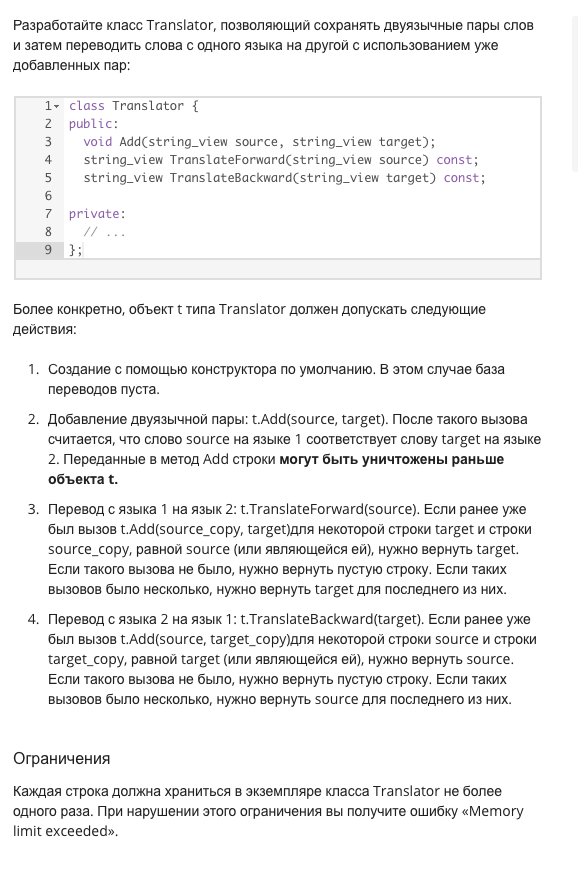 Разработайте класс Translator, позволяющий сохранять двуязычные пары слов
и затем переводить слова с одного языка на другой с использованием уже
добавленных пар:
1 class Translator {
2 public:
3   void Add(string_view source, string_view target);
4   string_view TranslateForward(string_view source) const;
5   string_view TranslateBackward(string_view target) const;
6
7 private:
8   // ...
9 };
Более конкретно, объект t типа Translator должен допускать следующие
действия:
1. Создание с помощью конструктора по умолчанию. В этом случае база
переводов пуста.
2. Добавление двуязычной пары: t.Add(source, target). После такого вызова
считается, что слово source на языке 1 соответствует слову target на языке
2. Переданные в метод Add строки могут быть уничтожены раньше
объекта t.
3. Перевод с языка 1 на язык 2: t.TranslateForward(source). Если ранее уже
был вызов t.Add(source_copy, target)для некоторой строки target и строки
source_copy, равной source (или являющейся ей), нужно вернуть target.
Если такого вызова не было, нужно вернуть пустую строку. Если таких
вызовов было несколько, нужно вернуть target для последнего из них.
4. Перевод с языка 2 на язык 1: t.TranslateBackward(target). Если ранее уже
был вызов t.Add(source, target_copy)для некоторой строки source и строки
target_copy, равной target (или являющейся ей), нужно вернуть source.
Если такого вызова не было, нужно вернуть пустую строку. Если таких
вызовов было несколько, нужно вернуть source для последнего из них.
Ограничения
Каждая строка должна храниться в экземпляре класса Translator не более
одного раза. При нарушении этого ограничения вы получите ошибку «Memory
limit exceeded».